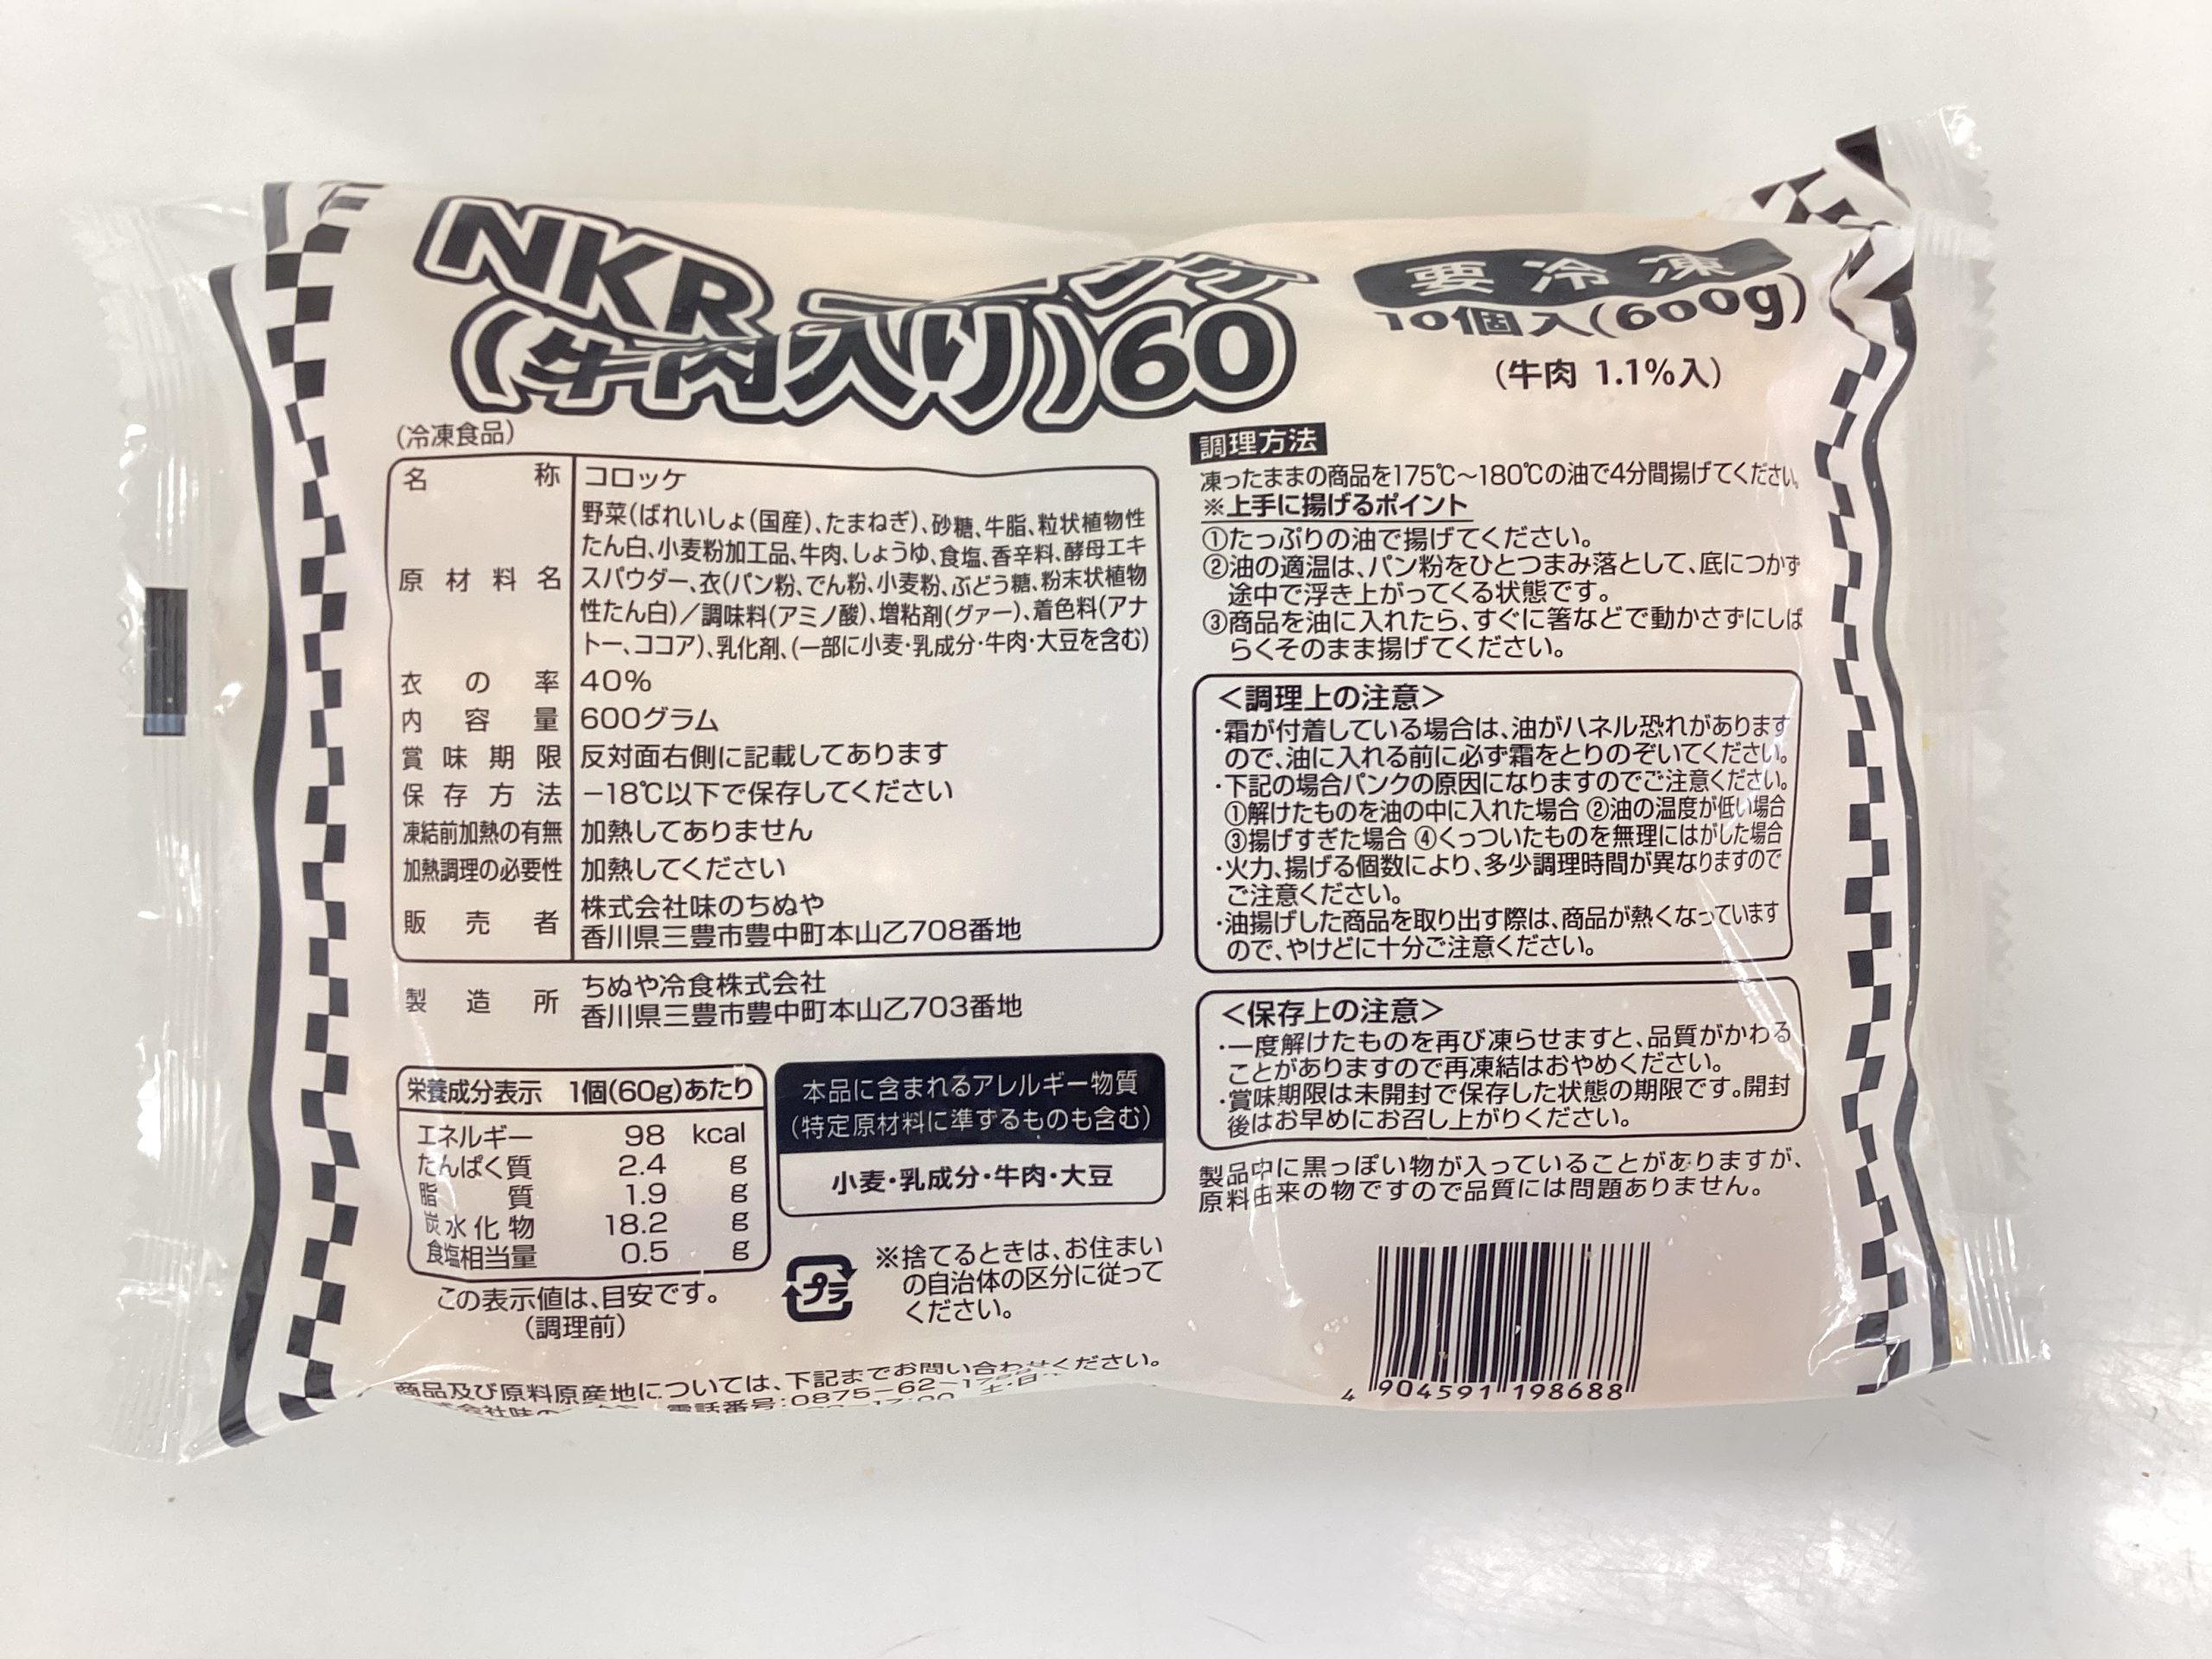 NKR コロッケ
(牛肉入り)60
要冷凍
10個入(600g)
(牛肉 1.1%入)
(冷凍食品)
名称 コロッケ
原材料名 野菜(ばれいしょ(国産)、たまねぎ)、砂糖、牛脂、粒状植物性
たん白、小麦粉加工品、牛肉、しょうゆ、食塩、香辛料、酵母エキ
スパウダー、衣(パン粉、でん粉、小麦粉、ぶどう糖、粉末状植物
性たん白)/調味料(アミノ酸)、増粘剤(グァー)、着色料(アナ
トー、ココア)、乳化剤、(一部に小麦・乳成分・牛肉・大豆を含む)
衣の率 40%
内容量 600グラム
賞味期限 反対面右側に記載してあります
保存方法 −18℃以下で保存してください
凍結前加熱の有無 加熱してありません
加熱調理の必要性 加熱してください
販売者 株式会社味のちぬや
香川県三豊市豊中町本山乙708番地
製造所 ちぬや冷食株式会社
香川県三豊市豊中町本山乙703番地
栄養成分表示 1個(60g)あたり
エネルギー 98 kcal
たんぱく質 2.4 g
脂質 1.9 g
炭水化物 18.2 g
食塩相当量 0.5 g
この表示値は、目安です。
(調理前)
本品に含まれるアレルギー物質
(特定原材料に準ずるものも含む)
小麦・乳成分・牛肉・大豆
プラ
※捨てるときは、お住まい
の自治体の区分に従って
ください。
商品及び原料原産地については、下記までお問い合わせください。
電話番号:0875-62-
調理方法
凍ったままの商品を175℃〜180℃の油で4分間揚げてください。
※上手に揚げるポイント
①たっぷりの油で揚げてください。
②油の適温は、パン粉をひとつまみ落として、底につかず
途中で浮き上がってくる状態です。
③商品を油に入れたら、すぐに箸などで動かさずにしば
らくそのまま揚げてください。
<調理上の注意>
・霜が付着している場合は、油がハネル恐れがあります
ので、油に入れる前に必ず霜をとりのぞいてください。
・下記の場合パンクの原因になりますのでご注意ください。
①解けたものを油の中に入れた場合 ②油の温度が低い場合
③揚げすぎた場合 ④くっついたものを無理にはがした場合
・火力、揚げる個数により、多少調理時間が異なりますので
ご注意ください。
・油揚げした商品を取り出す際は、商品が熱くなっています
ので、やけどに十分ご注意ください。
<保存上の注意>
・一度解けたものを再び凍らせますと、品質がかわる
ことがありますので再凍結はおやめください。
・賞味期限は未開封で保存した状態の期限です。開封
後はお早めにお召し上がりください。
製品中に黒っぽい物が入っていることがありますが、
原料由来の物ですので品質には問題ありません。
4 904591 198688